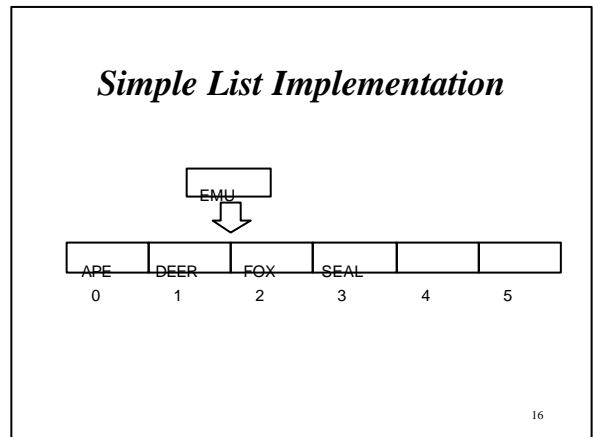 Simple List Implementation
EMU
APE DEER FOX SEAL
0 1 2 3 4 5
16